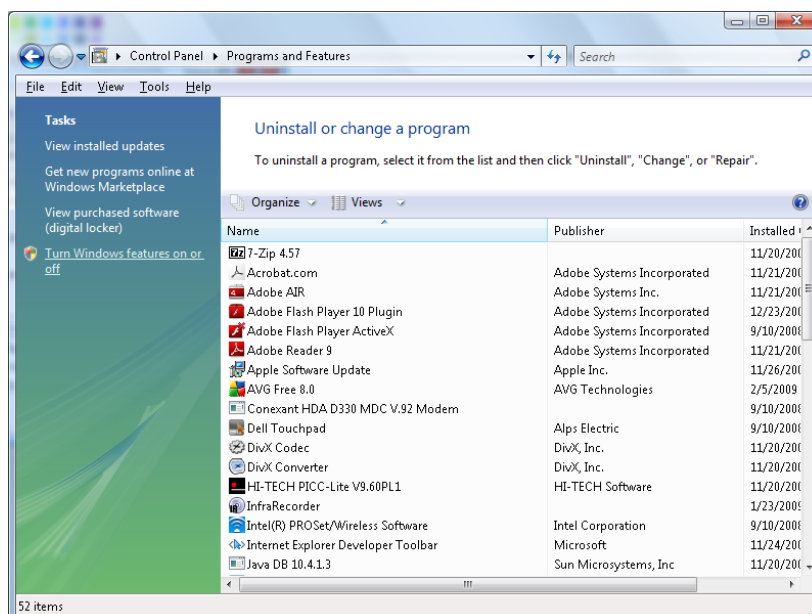 Control Panel ▸ Programs and Features
Search
File Edit View Tools Help
Tasks
View installed updates
Get new programs online at
Windows Marketplace
View purchased software
(digital locker)
Turn Windows features on or
off
Uninstall or change a program
To uninstall a program, select it from the list and then click "Uninstall", "Change", or "Repair".
Organize Views
Name Publisher Installed
7-Zip 4.57 11/20/200
Acrobat.com Adobe Systems Incorporated 11/21/200
Adobe AIR Adobe Systems Inc. 11/21/200
Adobe Flash Player 10 Plugin Adobe Systems Incorporated 12/23/200
Adobe Flash Player ActiveX Adobe Systems Incorporated 9/10/2008
Adobe Reader 9 Adobe Systems Incorporated 11/21/200
Apple Software Update Apple Inc. 11/26/200
AVG Free 8.0 AVG Technologies 2/5/2009
Conexant HDA D330 MDC V.92 Modem 9/10/2008
Dell Touchpad Alps Electric 9/10/2008
DivX Codec DivX, Inc. 11/20/200
DivX Converter DivX, Inc. 11/20/200
HI-TECH PICC-Lite V9.60PL1 HI-TECH Software 11/20/200
InfraRecorder 1/23/2009
Intel(R) PROSet/Wireless Software Intel Corporation 9/10/2008
Internet Explorer Developer Toolbar Microsoft 11/24/200
Java DB 10.4.1.3 Sun Microsystems, Inc 11/20/200
52 items